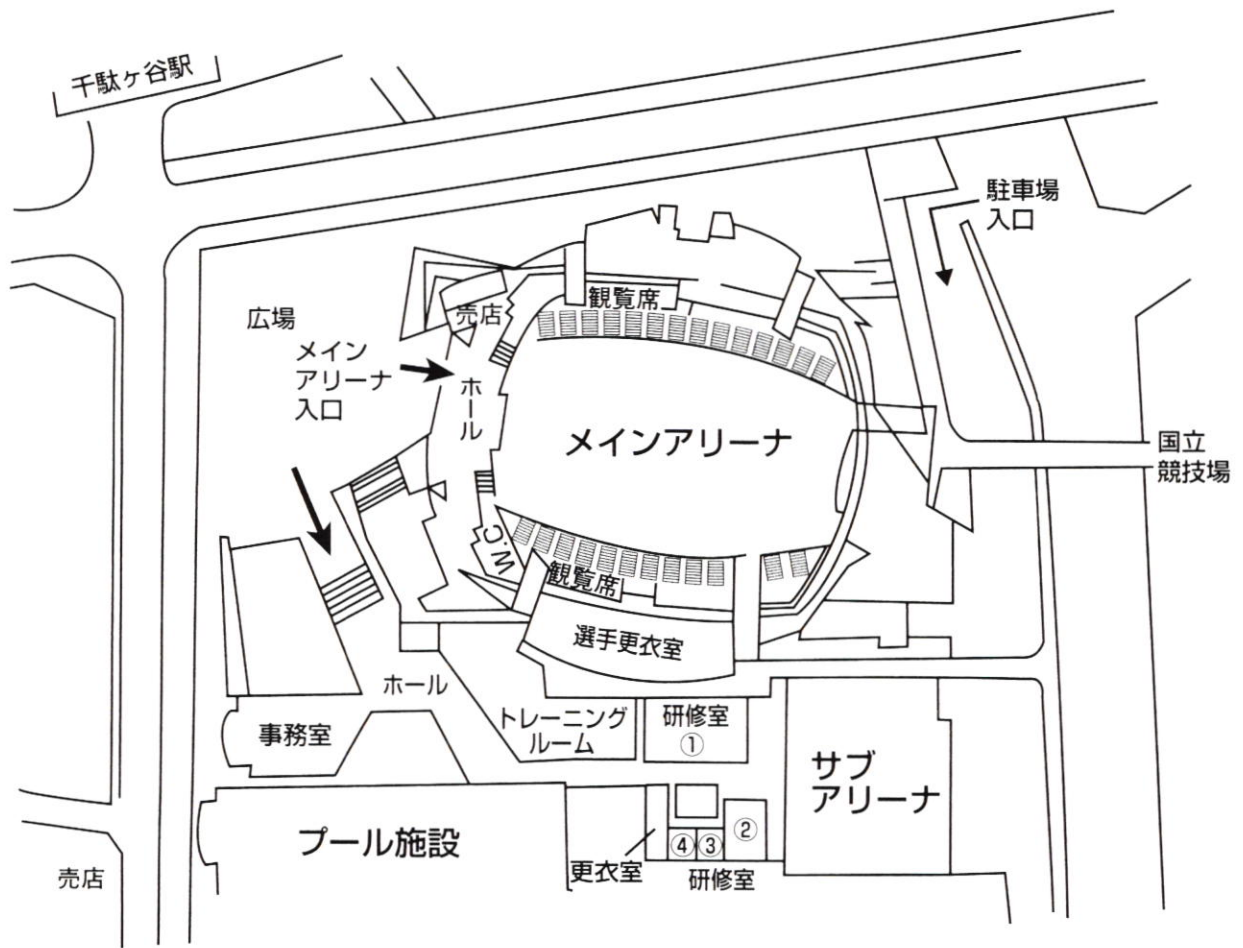 千駄ヶ谷駅
駐車場
入口
広場
売店
観覧席
メイン
アリーナ
入口
ホール
メインアリーナ
国立
競技場
W.C
観覧席
選手更衣室
ホール
トレーニング
ルーム
研修室
①
事務室
サブ
アリーナ
プール施設
②
④
③
更衣室
研修室
売店